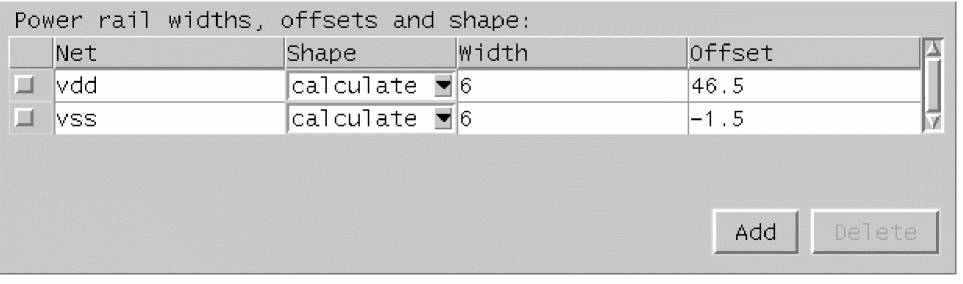 Power rail widths, offsets and shape:
Net Shape Width Offset
vdd calculate 6 46.5
vss calculate 6 -1.5
Add Delete